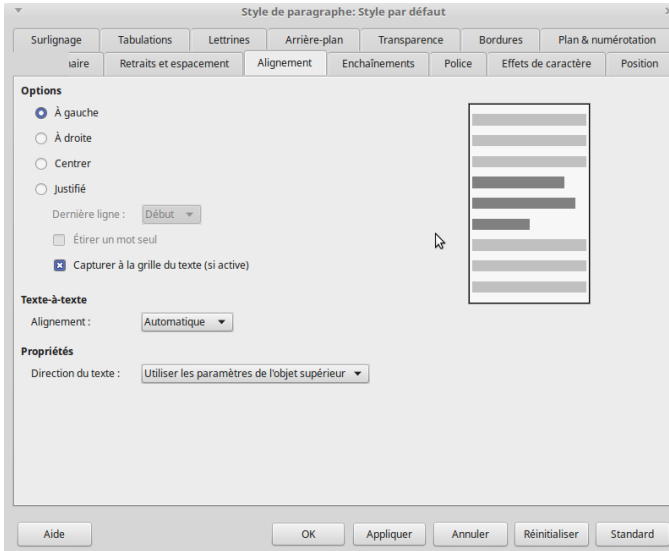 Style de paragraphe: Style par défaut
Surlignage Tabulations Lettrines Arrière-plan Transparence Bordures Plan & numérotation
aire Retraits et espacement Alignement Enchaînements Police Effets de caractère Position
Options
À gauche
À droite
Centrer
Justifié
Dernière ligne : Début
Étirer un mot seul
Capturer à la grille du texte (si active)
Texte-à-texte
Alignement : Automatique
Propriétés
Direction du texte : Utiliser les paramètres de l'objet supérieur
Aide OK Appliquer Annuler Réinitialiser Standard